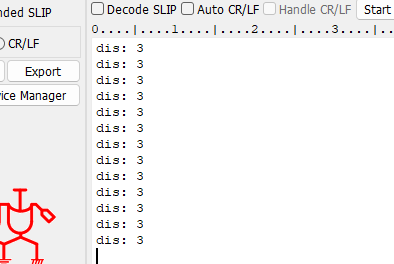 Decode SLIP Auto CR/LF Handle CR/LF Start
nded SLIP
0....|....1....|....2....|....3....|..
CR/LF
Export
vice Manager
dis: 3
dis: 3
dis: 3
dis: 3
dis: 3
dis: 3
dis: 3
dis: 3
dis: 3
dis: 3
dis: 3
dis: 3
dis: 3